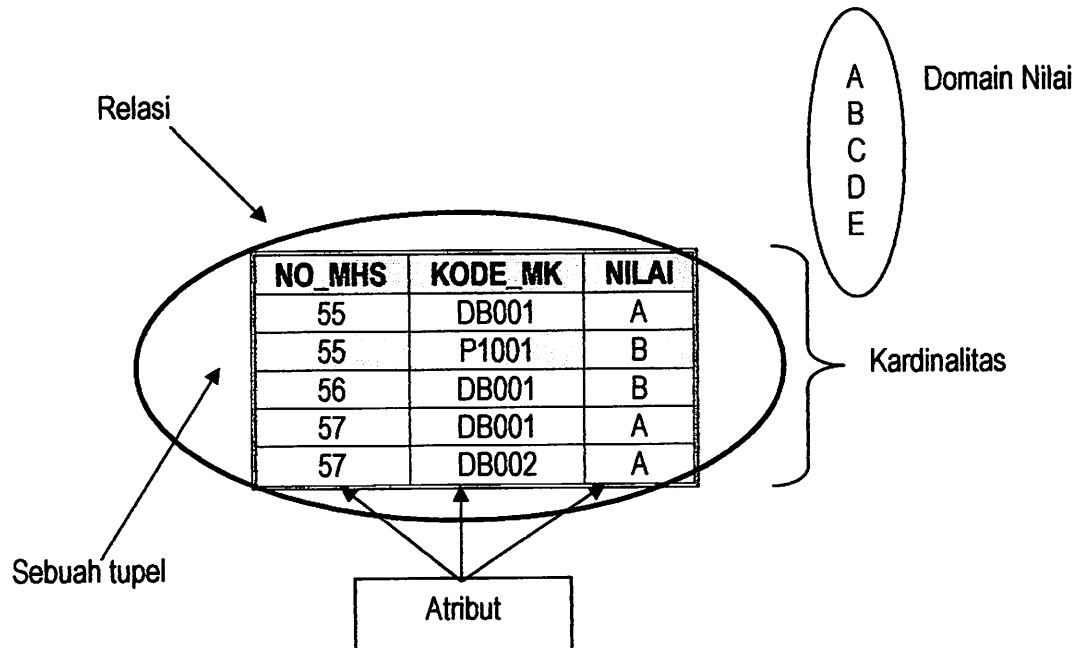 A
B
C
D
E
Domain Nilai
Relasi
NO_MHS KODE_MK NILAI
55 DB001 A
55 P1001 B
56 DB001 B
57 DB001 A
57 DB002 A
Kardinalitas
Sebuah tupel
Atribut